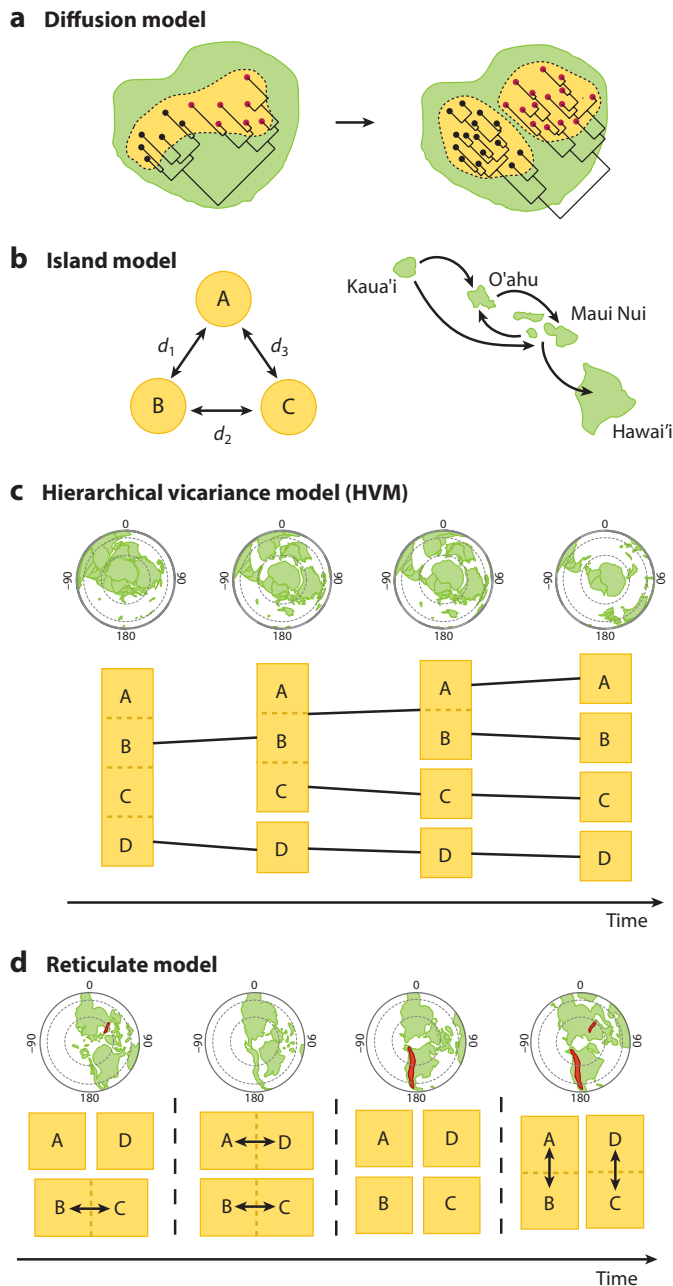 a Diffusion model
b Island model
A
d1
d3
B
C
d2
Kaua'i
O'ahu
Maui Nui
Hawai'i
c Hierarchical vicariance model (HVM)
0 0 0 0
–90 90 –90 90 –90 90 –90 90
180 180 180 180
A A A A
B B B B
C C C C
D D D D
Time
d Reticulate model
0 0 0 0
–90 90 –90 90 –90 90 –90 90
180 180 180 180
A D A D A D A D
B C B C B C B C
Time